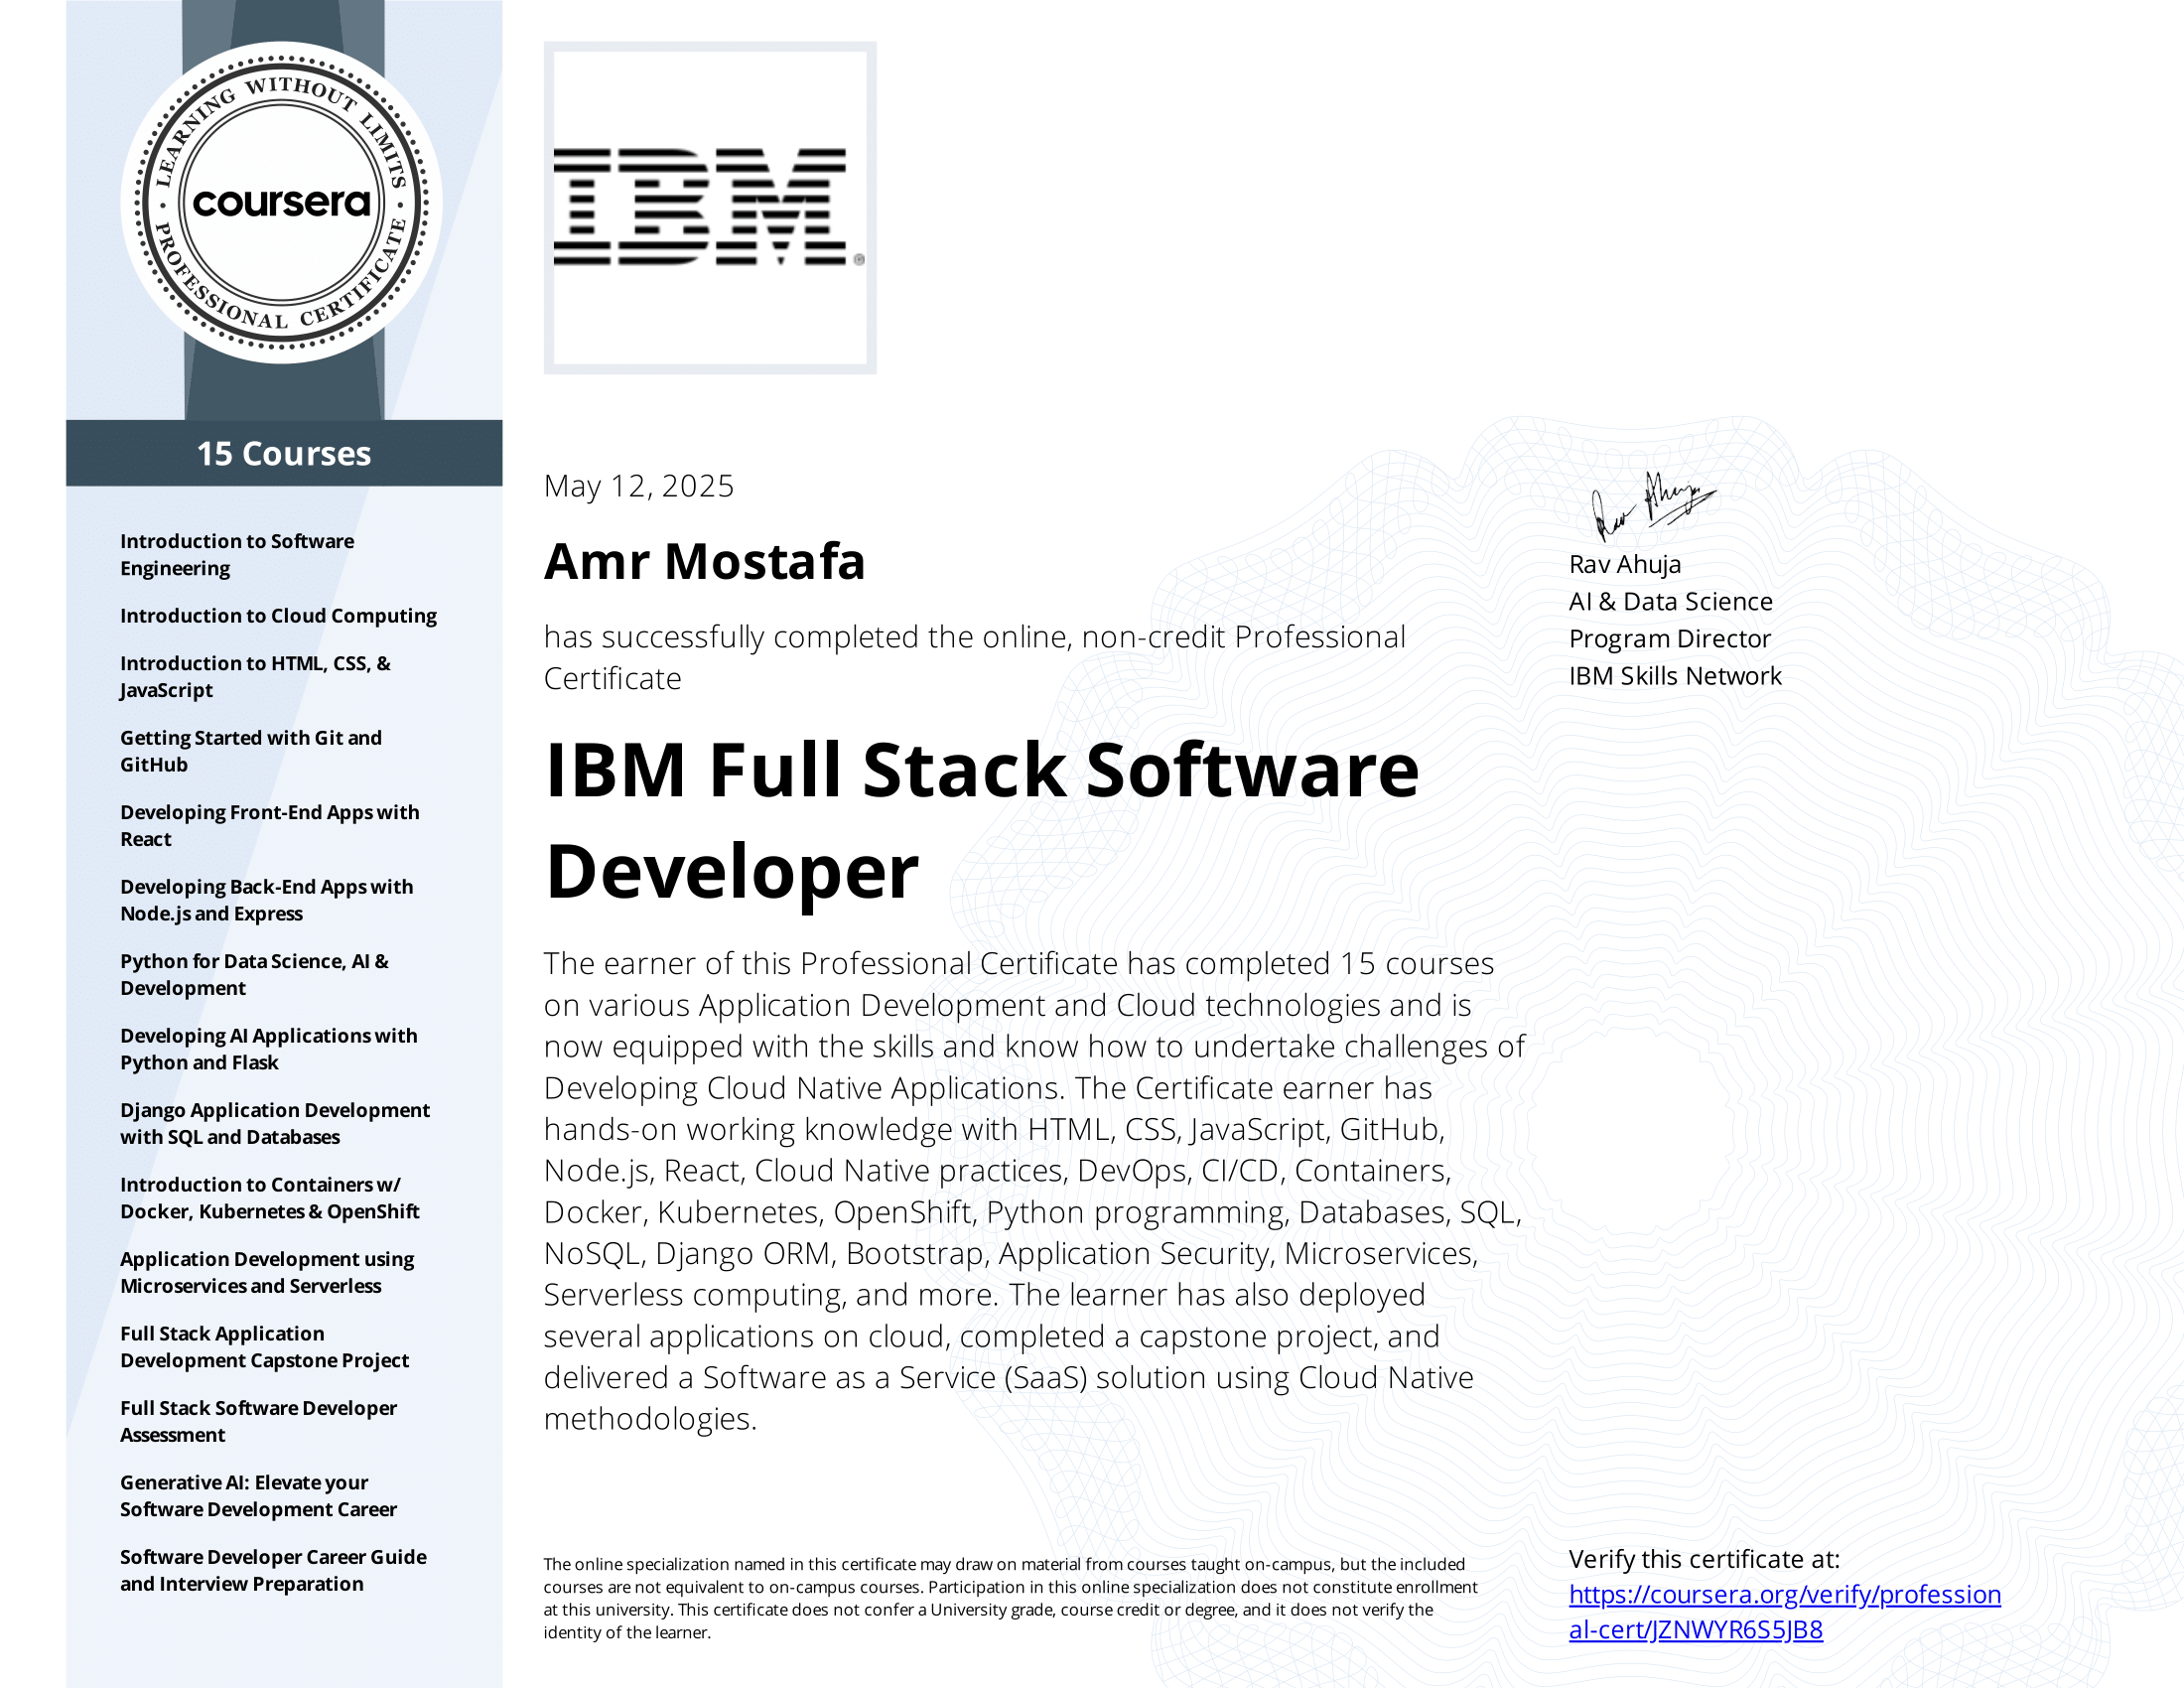 LEARNING WITHOUT LIMITS
coursera
PROFESSIONAL CERTIFICATE
15 Courses
Introduction to Software
Engineering
Introduction to Cloud Computing
Introduction to HTML, CSS, &
JavaScript
Getting Started with Git and
GitHub
Developing Front-End Apps with
React
Developing Back-End Apps with
Node.js and Express
Python for Data Science, AI &
Development
Developing AI Applications with
Python and Flask
Django Application Development
with SQL and Databases
Introduction to Containers w/
Docker, Kubernetes & OpenShift
Application Development using
Microservices and Serverless
Full Stack Application
Development Capstone Project
Full Stack Software Developer
Assessment
Generative AI: Elevate your
Software Development Career
Software Developer Career Guide
and Interview Preparation
IBM®
May 12, 2025
Amr Mostafa
has successfully completed the online, non-credit Professional
Certificate
IBM Full Stack Software
Developer
The earner of this Professional Certificate has completed 15 courses
on various Application Development and Cloud technologies and is
now equipped with the skills and know how to undertake challenges of
Developing Cloud Native Applications. The Certificate earner has
hands-on working knowledge with HTML, CSS, JavaScript, GitHub,
Node.js, React, Cloud Native practices, DevOps, CI/CD, Containers,
Docker, Kubernetes, OpenShift, Python programming, Databases, SQL,
NoSQL, Django ORM, Bootstrap, Application Security, Microservices,
Serverless computing, and more. The learner has also deployed
several applications on cloud, completed a capstone project, and
delivered a Software as a Service (SaaS) solution using Cloud Native
methodologies.
The online specialization named in this certificate may draw on material from courses taught on-campus, but the included
courses are not equivalent to on-campus courses. Participation in this online specialization does not constitute enrollment
at this university. This certificate does not confer a University grade, course credit or degree, and it does not verify the
identity of the learner.
Rav Ahuja
Rav Ahuja
AI & Data Science
Program Director
IBM Skills Network
Verify this certificate at:
https://coursera.org/verify/profession
al-cert/JZNWYR6S5JB8